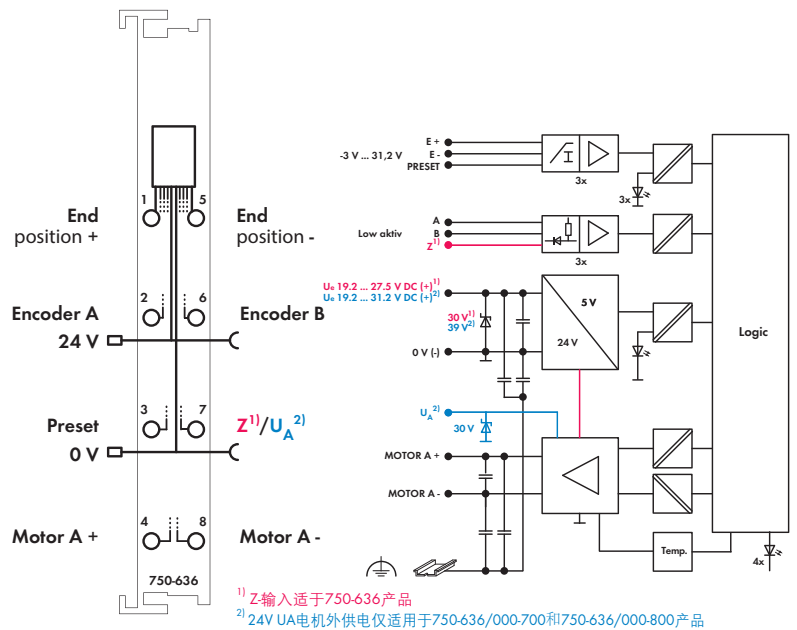 1
5
End
position +
End
position -
2
6
Encoder A
Encoder B
24 V
3
7
Preset
Z¹⁾/U_A²⁾
0 V
4
8
Motor A +
Motor A -
750-636
-3 V ... 31,2 V
E +
E -
PRESET
3x
3x
Low aktiv
A
B
Z¹⁾
3x
Uₑ 19.2 ... 27.5 V DC (+)¹⁾
Uₑ 19.2 ... 31.2 V DC (+)²⁾
30 V¹⁾
39 V²⁾
5 V
24 V
0 V (-)
Logic
U_A²⁾
30 V
MOTOR A +
MOTOR A -
Temp.
4x
¹⁾ Z-输入适于750-636产品
²⁾ 24V UA电机外供电仅适用于750-636/000-700和750-636/000-800产品